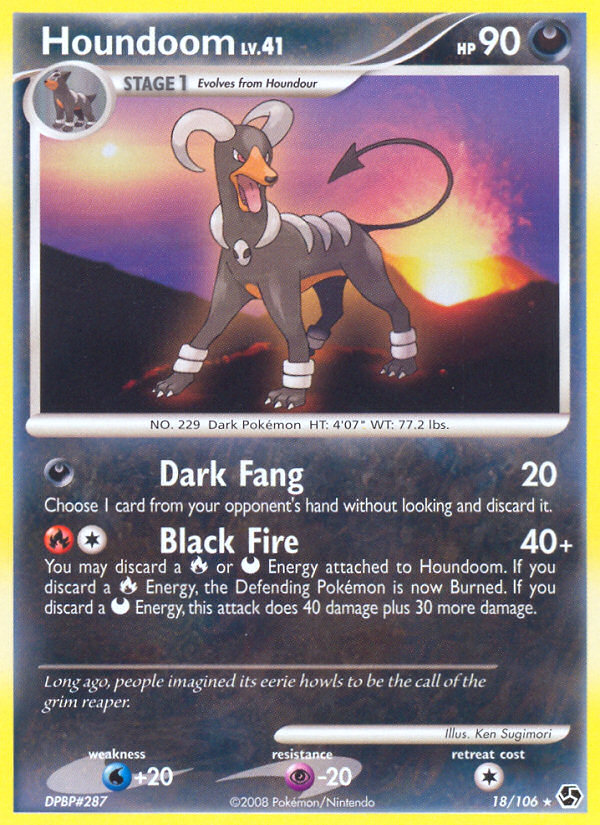 Houndoom LV.41 HP 90
STAGE 1 Evolves from Houndour
NO. 229 Dark Pokémon HT: 4'07" WT: 77.2 lbs.
Dark Fang 20
Choose 1 card from your opponent's hand without looking and discard it.
Black Fire 40+
You may discard a or Energy attached to Houndoom. If you
discard a Energy, the Defending Pokémon is now Burned. If you
discard a Energy, this attack does 40 damage plus 30 more damage.
Long ago, people imagined its eerie howls to be the call of the
grim reaper.
Illus. Ken Sugimori
weakness resistance retreat cost
+20 -20
DPBP#287 ©2008 Pokémon/Nintendo 18/106